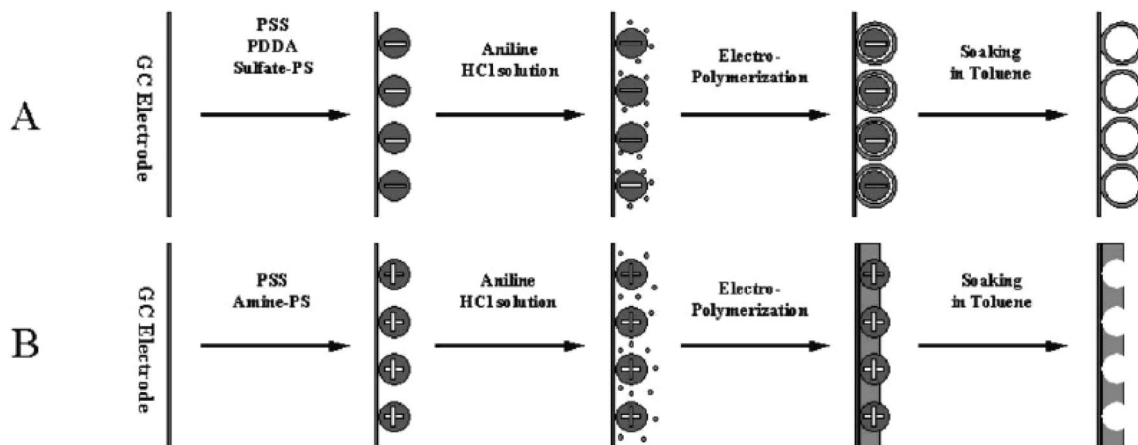 A
GC Electrode
PSS
PDDA
Sulfate-PS
Aniline
HCl solution
Electro-
Polymerization
Soaking
in Toluene
B
GC Electrode
PSS
Amine-PS
Aniline
HCl solution
Electro-
Polymerization
Soaking
in Toluene